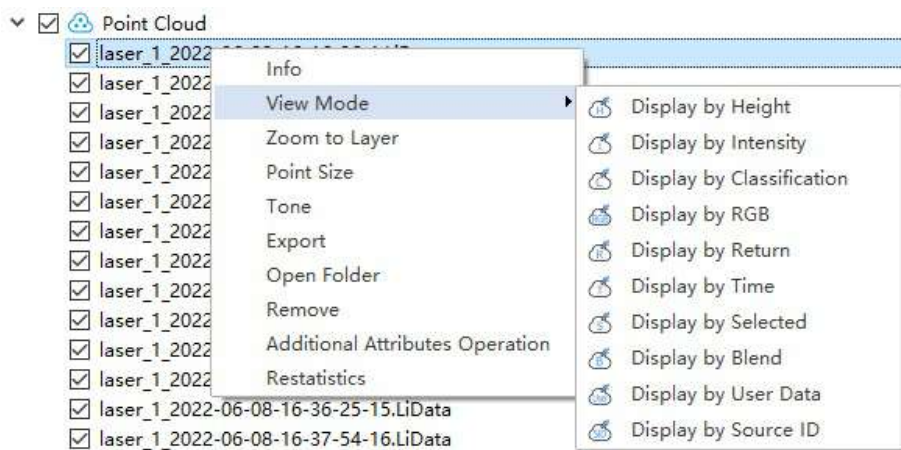 Point Cloud
laser_1_2022
Info
laser_1_2022
View Mode
Display by Height
laser_1_2022
Zoom to Layer
Display by Intensity
laser_1_2022
Point Size
Display by Classification
laser_1_2022
Tone
Display by RGB
laser_1_2022
Export
Display by Return
laser_1_2022
Open Folder
Display by Time
laser_1_2022
Remove
Display by Selected
laser_1_2022
Additional Attributes Operation
Display by Blend
laser_1_2022
Restatistics
Display by User Data
laser_1_2022
laser_1_2022
laser_1_2022-06-08-16-36-25-15.LiData
Display by Source ID
laser_1_2022-06-08-16-37-54-16.LiData